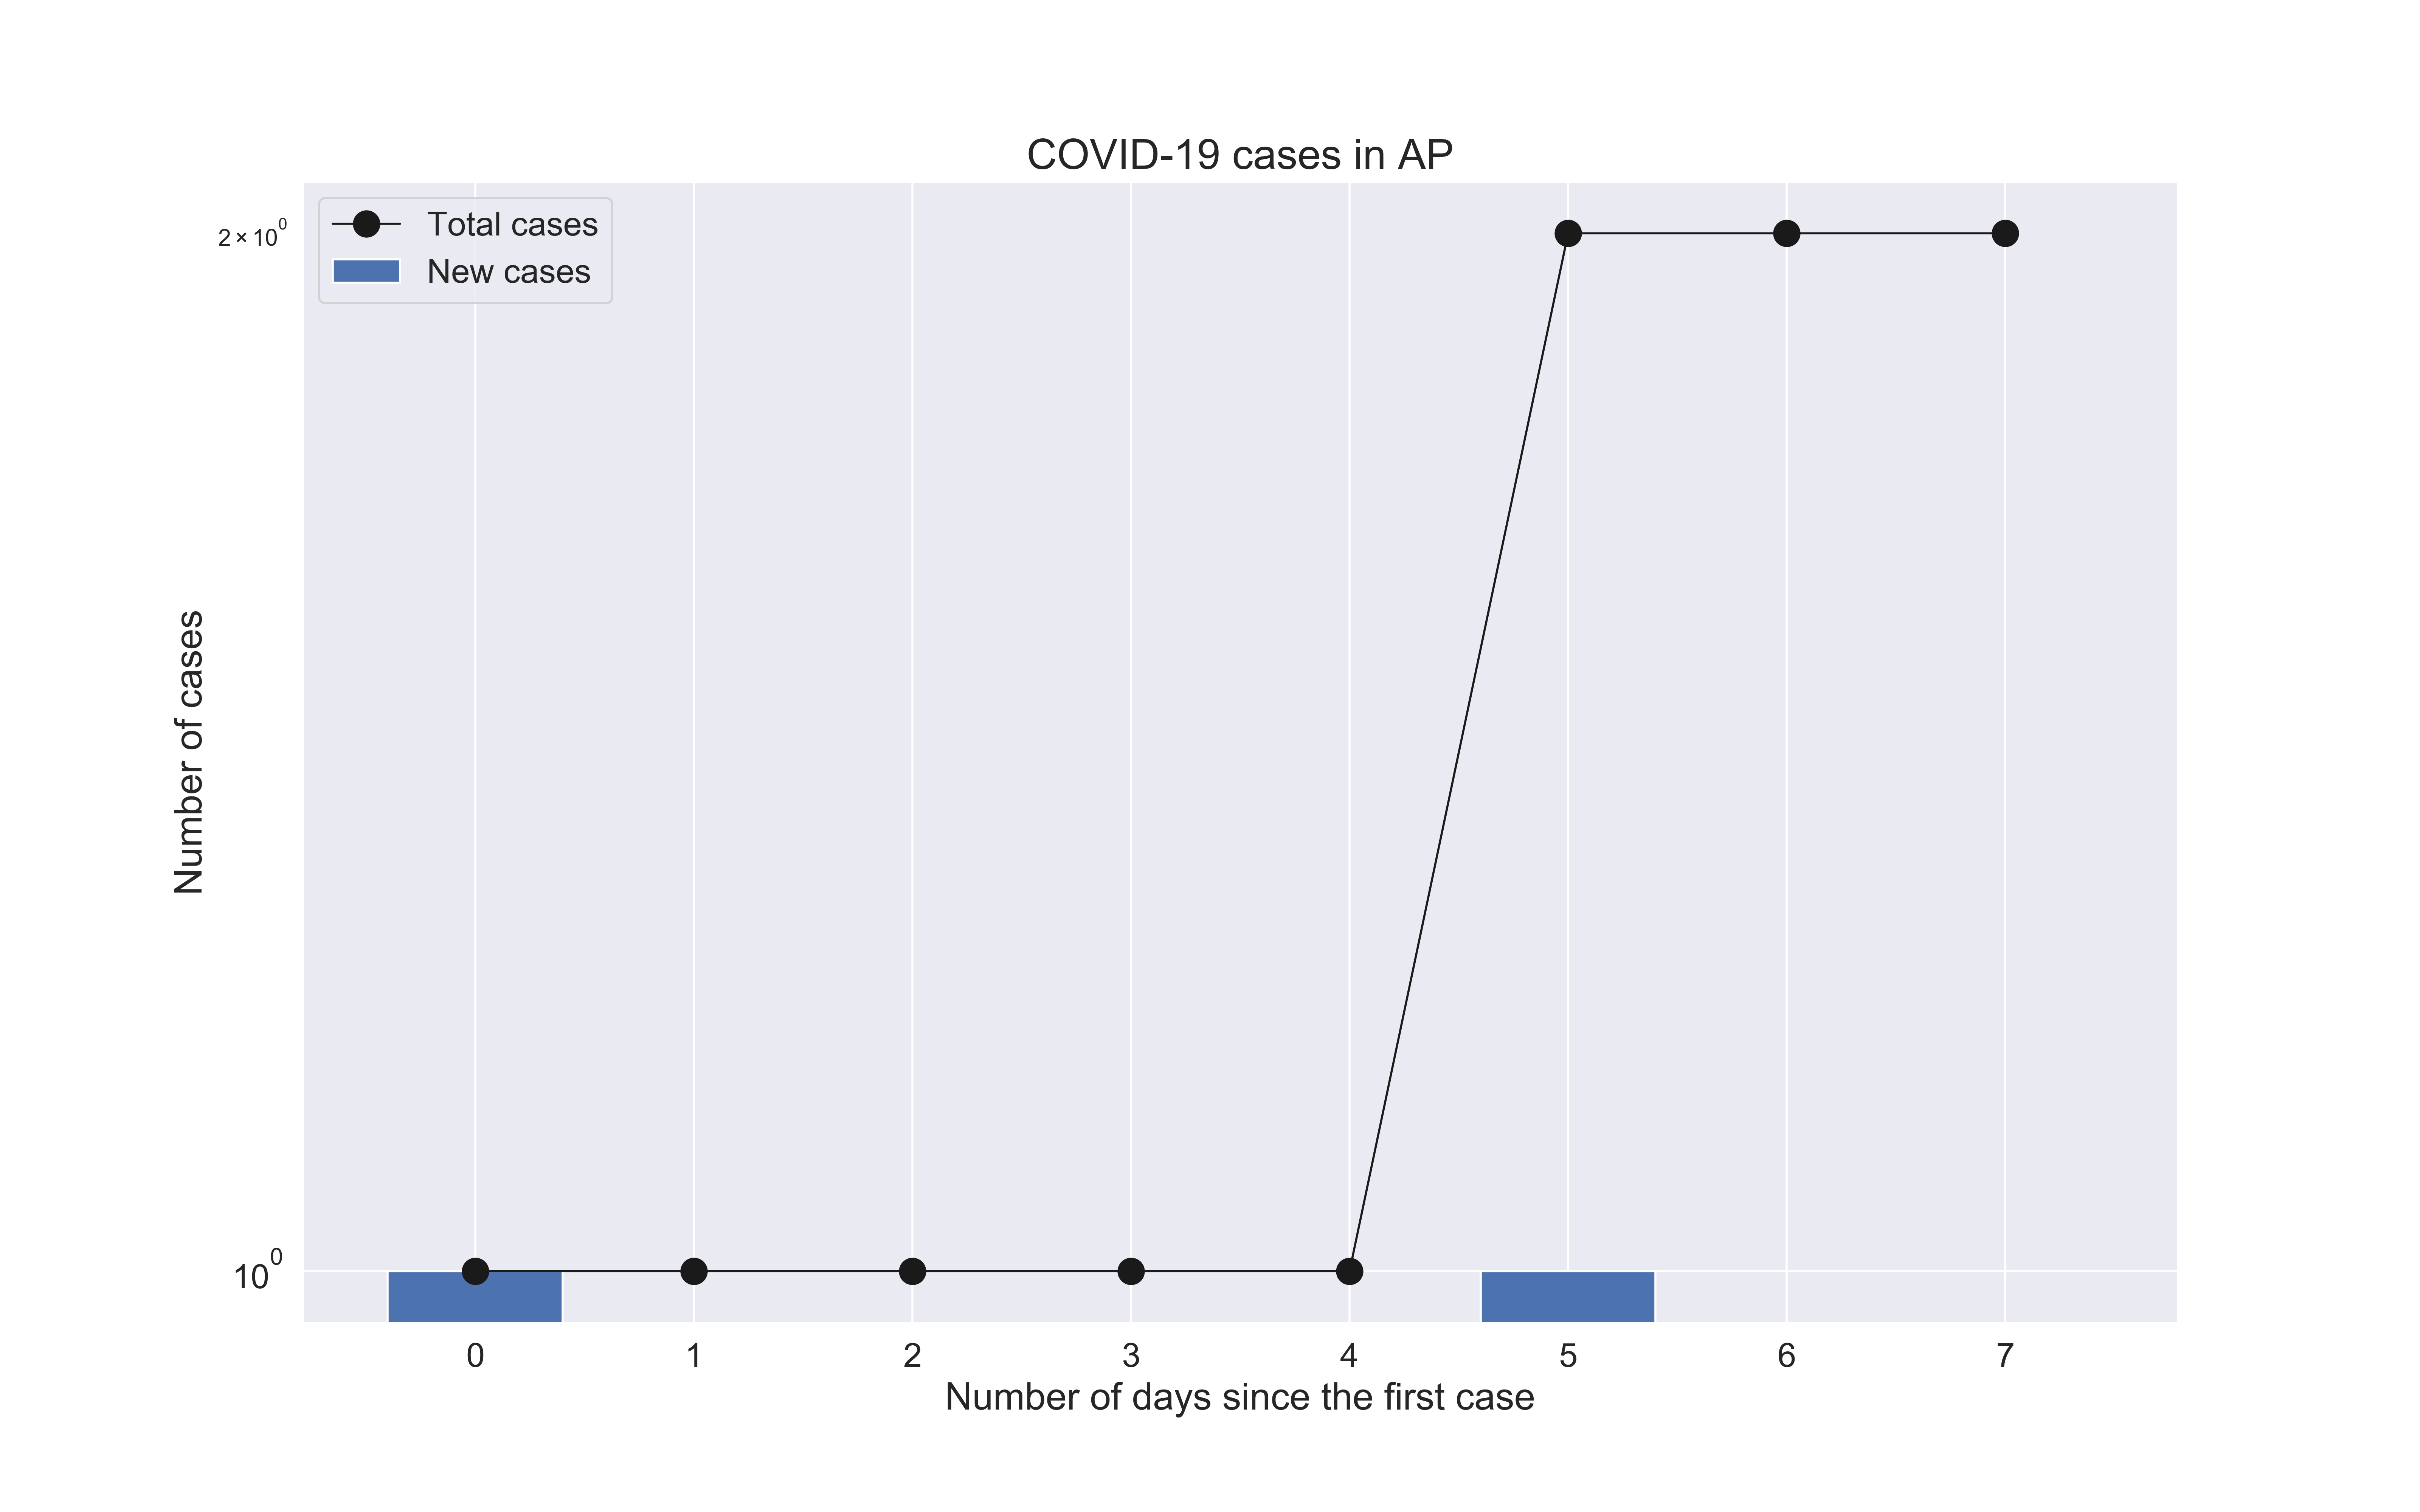 COVID-19 cases in AP
Total cases
New cases
2 × 10⁰
10⁰
Number of cases
0 1 2 3 4 5 6 7
Number of days since the first case